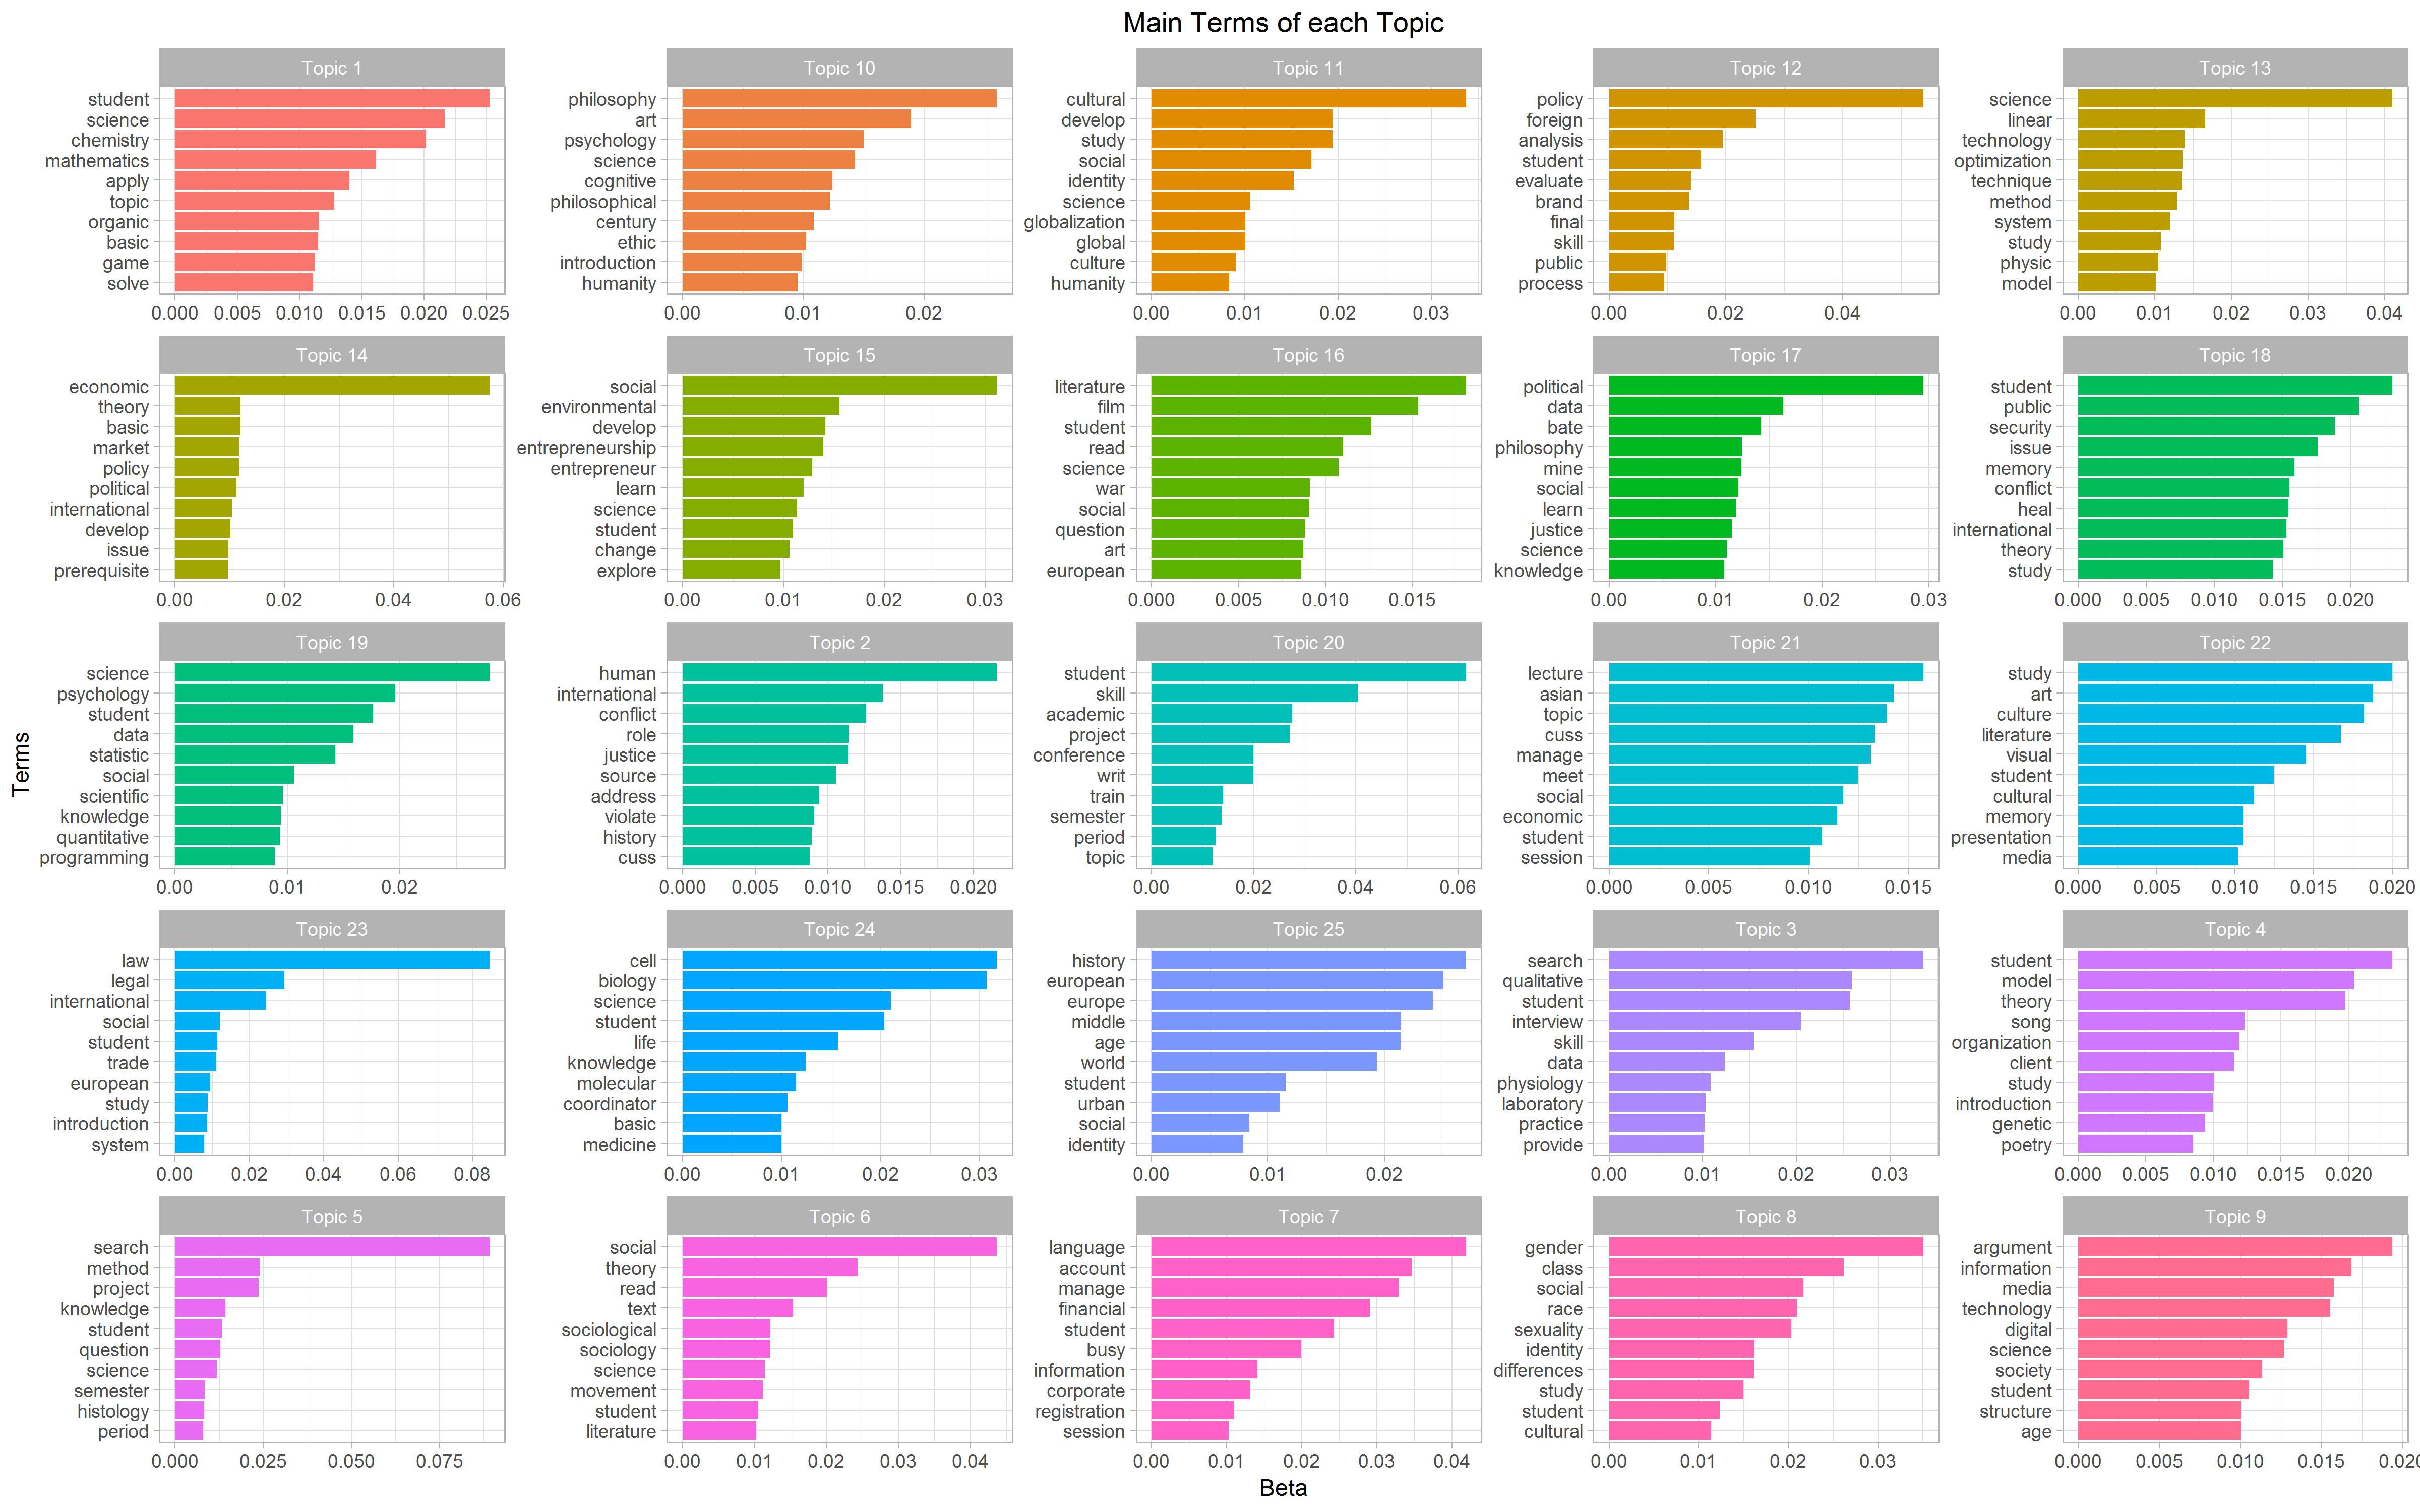 Main Terms of each Topic
Topic 1
student
science
chemistry
mathematics
apply
topic
organic
basic
game
solve
0.000 0.005 0.010 0.015 0.020 0.025
Topic 10
philosophy
art
psychology
science
cognitive
philosophical
century
ethic
introduction
humanity
0.00 0.01 0.02
Topic 11
cultural
develop
study
social
identity
science
globalization
global
culture
humanity
0.00 0.01 0.02 0.03
Topic 12
policy
foreign
analysis
student
evaluate
brand
final
skill
public
process
0.00 0.02 0.04
Topic 13
science
linear
technology
optimization
technique
method
system
study
physic
model
0.00 0.01 0.02 0.03 0.04
Topic 14
economic
theory
basic
market
policy
political
international
develop
issue
prerequisite
0.00 0.02 0.04 0.06
Topic 15
social
environmental
develop
entrepreneurship
entrepreneur
learn
science
student
change
explore
0.00 0.01 0.02 0.03
Topic 16
literature
film
student
read
science
war
social
question
art
european
0.000 0.005 0.010 0.015
Topic 17
political
data
bate
philosophy
mine
social
learn
justice
science
knowledge
0.00 0.01 0.02 0.03
Topic 18
student
public
security
issue
memory
conflict
heal
international
theory
study
0.000 0.005 0.010 0.015 0.020
Terms
Topic 19
science
psychology
student
data
statistic
social
scientific
knowledge
quantitative
programming
0.00 0.01 0.02
Topic 2
human
international
conflict
role
justice
source
address
violate
history
cuss
0.000 0.005 0.010 0.015 0.020
Topic 20
student
skill
academic
project
conference
writ
train
semester
period
topic
0.00 0.02 0.04 0.06
Topic 21
lecture
asian
topic
cuss
manage
meet
social
economic
student
session
0.000 0.005 0.010 0.015
Topic 22
study
art
culture
literature
visual
student
cultural
memory
presentation
media
0.000 0.005 0.010 0.015 0.020
Topic 23
law
legal
international
social
student
trade
european
study
introduction
system
0.00 0.02 0.04 0.06 0.08
Topic 24
cell
biology
science
student
life
knowledge
molecular
coordinator
basic
medicine
0.00 0.01 0.02 0.03
Topic 25
history
european
europe
middle
age
world
student
urban
social
identity
0.00 0.01 0.02
Topic 3
search
qualitative
student
interview
skill
data
physiology
laboratory
practice
provide
0.00 0.01 0.02 0.03
Topic 4
student
model
theory
song
organization
client
study
introduction
genetic
poetry
0.000 0.005 0.010 0.015 0.020
Topic 5
search
method
project
knowledge
student
question
science
semester
histology
period
0.000 0.025 0.050 0.075
Topic 6
social
theory
read
text
sociological
sociology
science
movement
student
literature
0.00 0.01 0.02 0.03 0.04
Topic 7
language
account
manage
financial
student
busy
information
corporate
registration
session
0.00 0.01 0.02 0.03 0.04
Topic 8
gender
class
social
race
sexuality
identity
differences
study
student
cultural
0.00 0.01 0.02 0.03
Topic 9
argument
information
media
technology
digital
science
society
student
structure
age
0.000 0.005 0.010 0.015 0.020
Beta